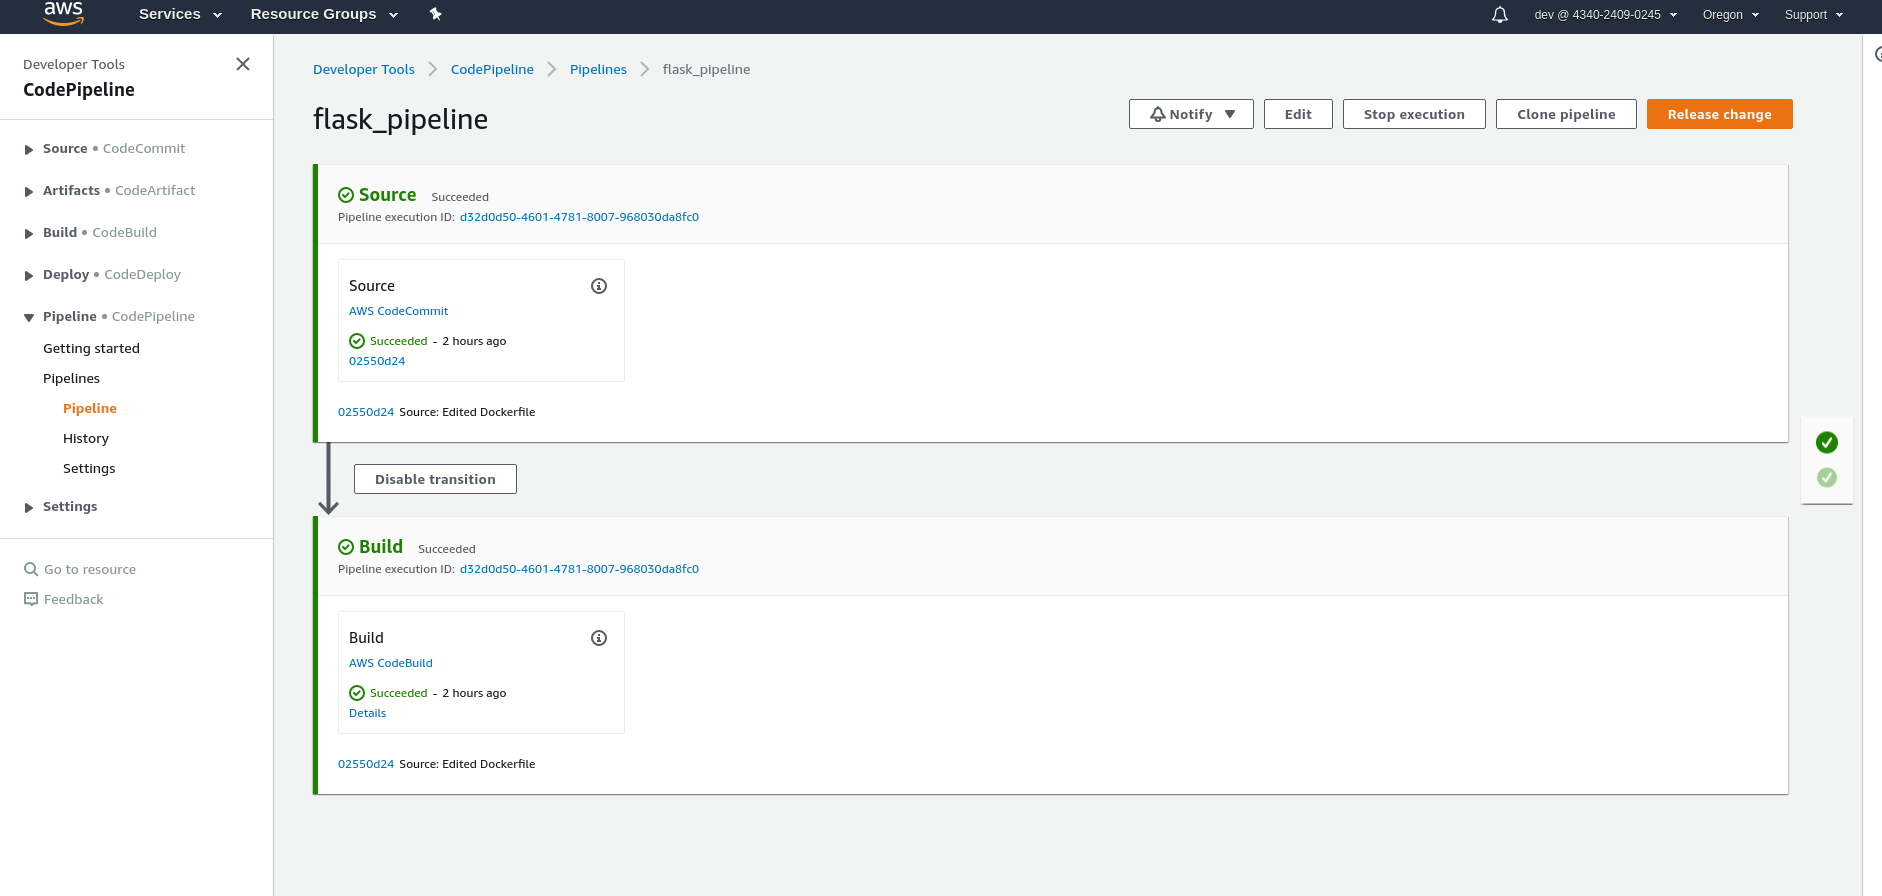 aws Services Resource Groups dev @ 4340-2409-0245 Oregon Support
Developer Tools
CodePipeline
Source • CodeCommit
Artifacts • CodeArtifact
Build • CodeBuild
Deploy • CodeDeploy
Pipeline • CodePipeline
Getting started
Pipelines
Pipeline
History
Settings
Settings
Go to resource
Feedback
Developer Tools CodePipeline Pipelines flask_pipeline
flask_pipeline
Notify Edit Stop execution Clone pipeline Release change
Source Succeeded
Pipeline execution ID: d32d0d50-4601-4781-8007-968030da8fc0
Source
AWS CodeCommit
Succeeded - 2 hours ago
02550d24
02550d24 Source: Edited Dockerfile
Disable transition
Build Succeeded
Pipeline execution ID: d32d0d50-4601-4781-8007-968030da8fc0
Build
AWS CodeBuild
Succeeded - 2 hours ago
Details
02550d24 Source: Edited Dockerfile